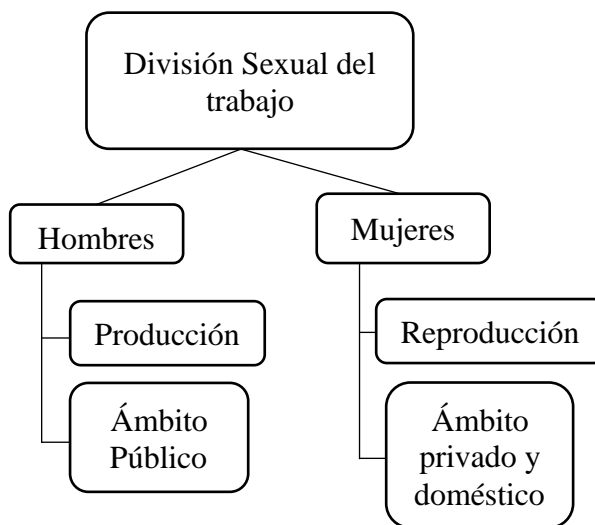 División Sexual del
trabajo
Hombres
Mujeres
Producción
Reproducción
Ámbito
Público
Ámbito
privado y
doméstico